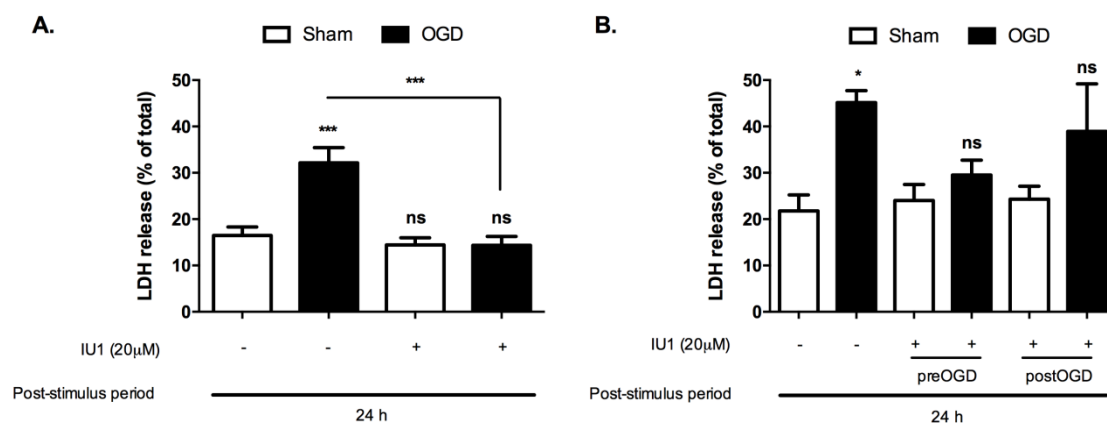 A.
Sham OGD
LDH release (% of total)
50
40
30
20
10
0
***
***
ns
ns
IU1 (20μM) - - + +
Post-stimulus period
24 h
B.
Sham OGD
LDH release (% of total)
50
40
30
20
10
0
*
ns
ns
IU1 (20μM) - - + + + +
preOGD postOGD
Post-stimulus period
24 h